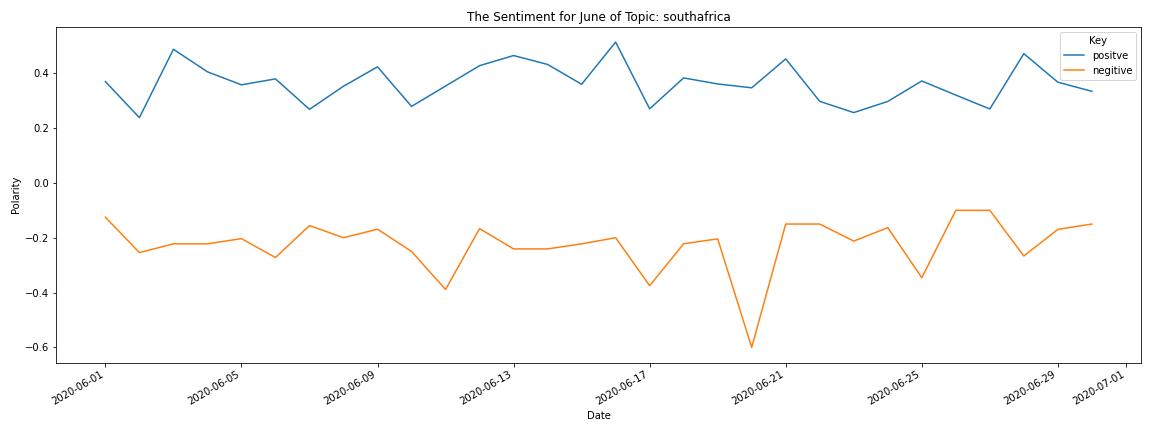 The Sentiment for June of Topic: southafrica
Key
positve
negitive
0.4
0.2
0.0
−0.2
−0.4
−0.6
Polarity
2020-06-01
2020-06-05
2020-06-09
2020-06-13
2020-06-17
2020-06-21
2020-06-25
2020-06-29
2020-07-01
Date